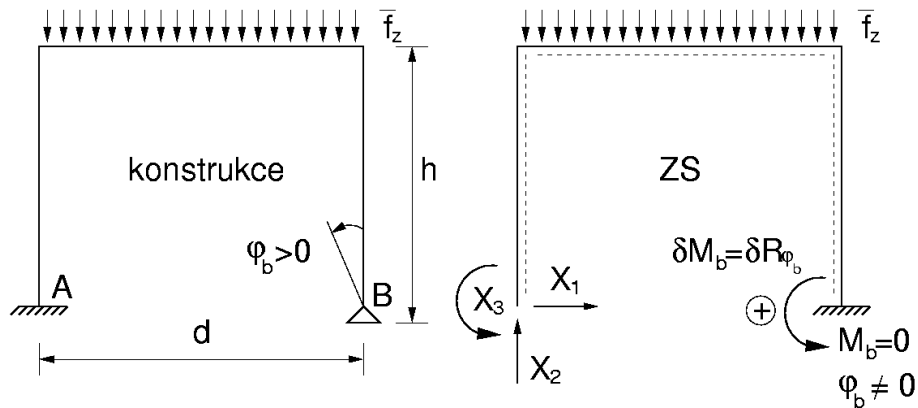 f̅z
konstrukce
h
φb>0
A
B
d
f̅z
ZS
δMb=δRφb
X1
X3
+
X2
Mb=0
φb≠0